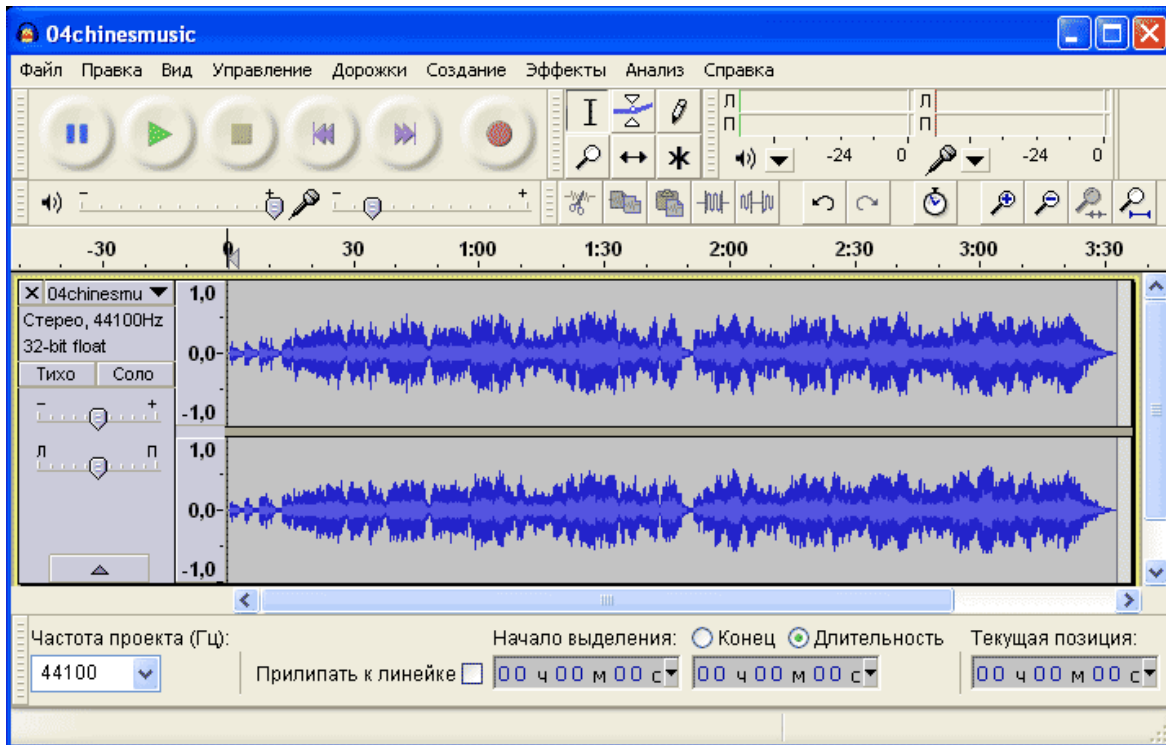 04chinesmusic
Файл Правка Вид Управление Дорожки Создание Эффекты Анализ Справка
Л Л
П П
-24 0 -24 0
- + - +
-30 0 30 1:00 1:30 2:00 2:30 3:00 3:30
04chinesmu 1,0
Стерео, 44100Hz
32-bit float
0,0-
Тихо Соло
- +
-1,0
Л П
1,0
0,0-
-1,0
Частота проекта (Гц): Начало выделения: Конец Длительность Текущая позиция:
44100 Прилипать к линейке 00 ч 00 м 00 с 00 ч 00 м 00 с 00 ч 00 м 00 с